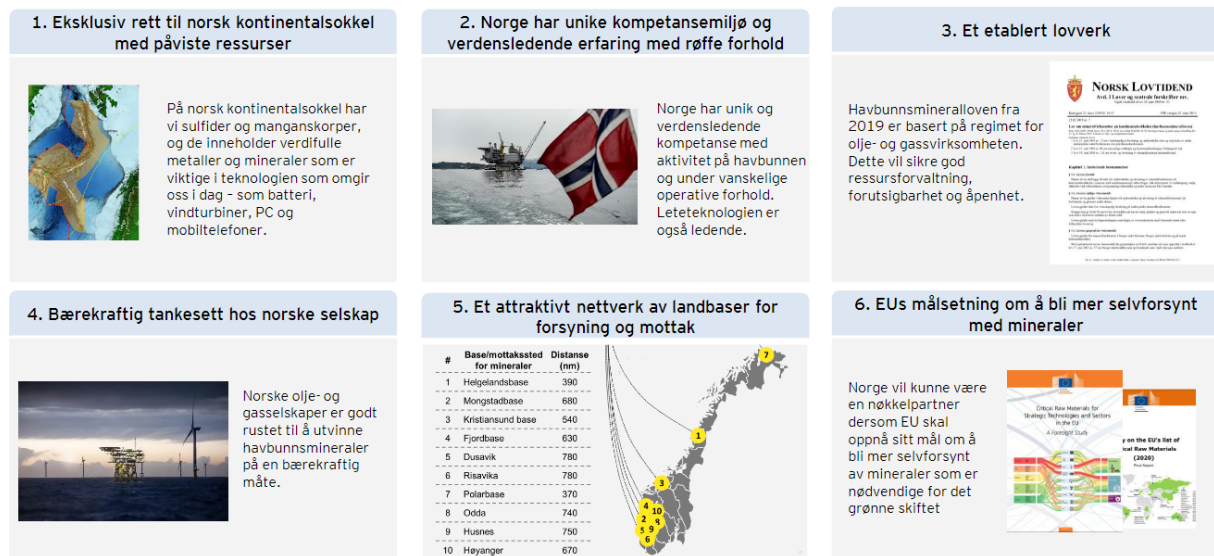 1. Eksklusiv rett til norsk kontinentalsokkel
med påviste ressurser
På norsk kontinentalsokkel har
vi sulfider og manganskorper,
og de inneholder verdifulle
metaller og mineraler som er
viktige i teknologien som omgir
oss i dag – som batteri,
vindturbiner, PC og
mobiltelefoner.
2. Norge har unike kompetansemiljø og
verdensledende erfaring med røffe forhold
Norge har unik og
verdensledende
kompetanse med
aktivitet på havbunnen
og under vanskelige
operative forhold.
Leteteknologien er
også ledende.
3. Et etablert lovverk
Havbunnsmineralloven fra
2019 er basert på regimet for
olje- og gassvirksomheten.
Dette vil sikre god
ressursforvaltning,
forutsigbarhet og åpenhet.
NORSK LOVTIDEND
Avd. I Lover og sentrale forskrifter mv.
4. Bærekraftig tankesett hos norske selskap
Norske olje- og
gasselskaper er godt
rustet til å utvinne
havbunnsmineraler
på en bærekraftig
måte.
5. Et attraktivt nettverk av landbaser for
forsyning og mottak
# Base/mottakssted for mineraler Distanse (nm)
1 Helgelandsbase 390
2 Mongstadbase 680
3 Kristiansund base 540
4 Fjordbase 630
5 Dusavik 780
6 Risavika 780
7 Polarbase 370
8 Odda 740
9 Husnes 750
10 Høyanger 670
7
1
3
4
10
2
8
5
9
6
6. EUs målsetning om å bli mer selvforsynt
med mineraler
Norge vil kunne være
en nøkkelpartner
dersom EU skal
oppnå sitt mål om å
bli mer selvforsynt
av mineraler som er
nødvendige for det
grønne skiftet
Critical Raw Materials for
Strategic Technologies and Sectors
in the EU
A Foresight Study
y on the EU's list of
ical Raw Materials
(2020)
Final Report